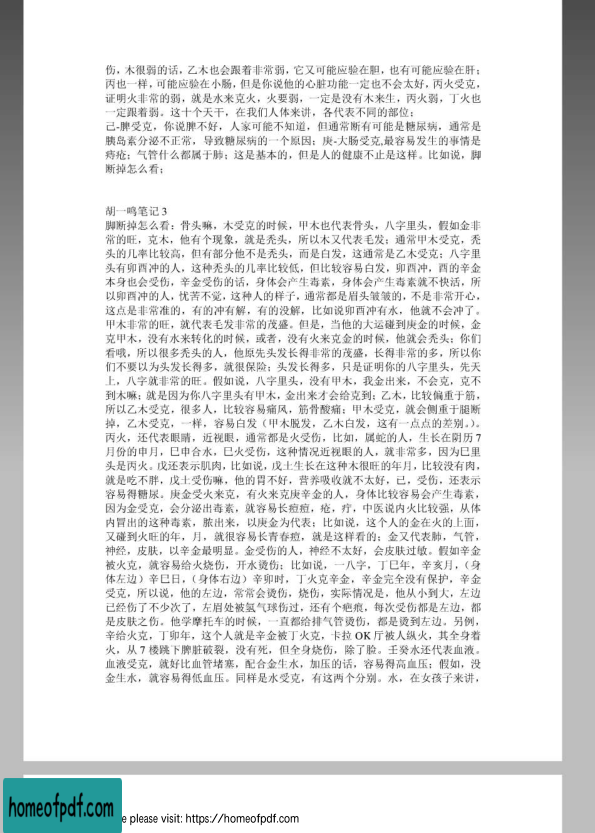 伤，木很弱的话，乙木也会跟着非常弱，它又可能应验在胆，也有可能应验在肝；
丙也一样，可能应验在小肠，但是你说他的心脏功能一定也不会太好，丙火受克，
证明火非常的弱，就是水来克火，火要弱，一定是没有木来生，丙火弱，丁火也
一定跟着弱。这十个天干，在我们人体来讲，各代表不同的部位；
己-脾受克，你说脾不好，人家可能不知道，但通常断有可能是糖尿病，通常是
胰岛素分泌不正常，导致糖尿病的一个原因；庚-大肠受克,最容易发生的事情是
痔疮；气管什么都属于肺；这是基本的，但是人的健康不止是这样。比如说，脚
断掉怎么看；
胡一鸣笔记 3
脚断掉怎么看：骨头嘛，木受克的时候，甲木也代表骨头，八字里头，假如金非
常的旺，克木，他有个现象，就是秃头，所以木又代表毛发；通常甲木受克，秃
头的几率比较高，但有部分他不是秃头，而是白发，这通常是乙木受克；八字里
头有卯酉冲的人，这种秃头的几率比较低，但比较容易白发，卯酉冲，酉的辛金
本身也会受伤，辛金受伤的话，身体会产生毒素，身体会产生毒素就不快活，所
以卯酉冲的人，忧苦不觉，这种人的样子，通常都是眉头皱皱的，不是非常开心，
这点是非常准的，有的冲有解，有的没解，比如说卯酉冲有水，他就不会冲了。
甲木非常的旺，就代表毛发非常的茂盛。但是，当他的大运碰到庚金的时候，金
克甲木，没有水来转化的时候，或者，没有火来克金的时候，他就会秃头；你们
看哦，所以很多秃头的人，他原先头发长得非常的茂盛，长得非常的多，所以你
们不要以为头发长得多，就很保险；头发长得多，只是证明你的八字里头，先天
上，八字就非常的旺。假如说，八字里头，没有甲木，我金出来，不会克，克不
到木嘛；就是因为你八字里头有甲木，金出来才会给克到；乙木，比较偏重于筋，
所以乙木受克，很多人，比较容易痛风，筋骨酸痛；甲木受克，就会侧重于腿断
掉，乙木受克，一样，容易白发（甲木脱发，乙木白发，这有一点点的差别。）。
丙火，还代表眼睛，近视眼，通常都是火受伤，比如，属蛇的人，生长在阴历 7
月份的申月，巳申合水，巳火受伤，这种情况近视眼的人，就非常多，因为巳里
头是丙火。戊还表示肌肉，比如说，戊土生长在这种木很旺的年月，比较没有肉，
就是吃不胖，戊土受伤嘛，他的胃不好，营养吸收就不太好，己，受伤，还表示
容易得糖尿。庚金受火来克，有火来克庚辛金的人，身体比较容易会产生毒素，
因为金受克，会分泌出毒素，就容易长痘痘，疮，疔，中医说内火比较强，从体
内冒出的这种毒素，脓出来，以庚金为代表；比如说，这个人的金在火的上面，
又碰到火旺的年，月，就很容易长青春痘，就是这样看的；金又代表肺，气管，
神经，皮肤，以辛金最明显。金受伤的人，神经不太好，会皮肤过敏。假如辛金
被火克，就容易给火烧伤，开水烫伤；比如说，一八字，丁巳年，辛亥月，（身
体左边）辛巳日，（身体右边）辛卯时，丁火克辛金，辛金完全没有保护，辛金
受克，所以说，他的左边，常常会烫伤，烧伤，实际情况是，他从小到大，左边
已经伤了不少次了，左眉处被氢气球伤过，还有个疤痕，每次受伤都是左边，都
是皮肤之伤。他学摩托车的时候，一直都给排气管烫伤，都是烫到左边。另例，
辛给火克，丁卯年，这个人就是辛金被丁火克，卡拉 OK 厅被人纵火，其全身着
火，从 7 楼跳下脾脏破裂，没有死，但全身烧伤，除了脸。壬癸水还代表血液。
血液受克，就好比血管堵塞，配合金生水，加压的话，容易得高血压；假如，没
金生水，就容易得低血压。同样是水受克，有这两个分别。水，在女孩子来讲，
homeofpdf.com
e please visit: https://homeofpdf.com